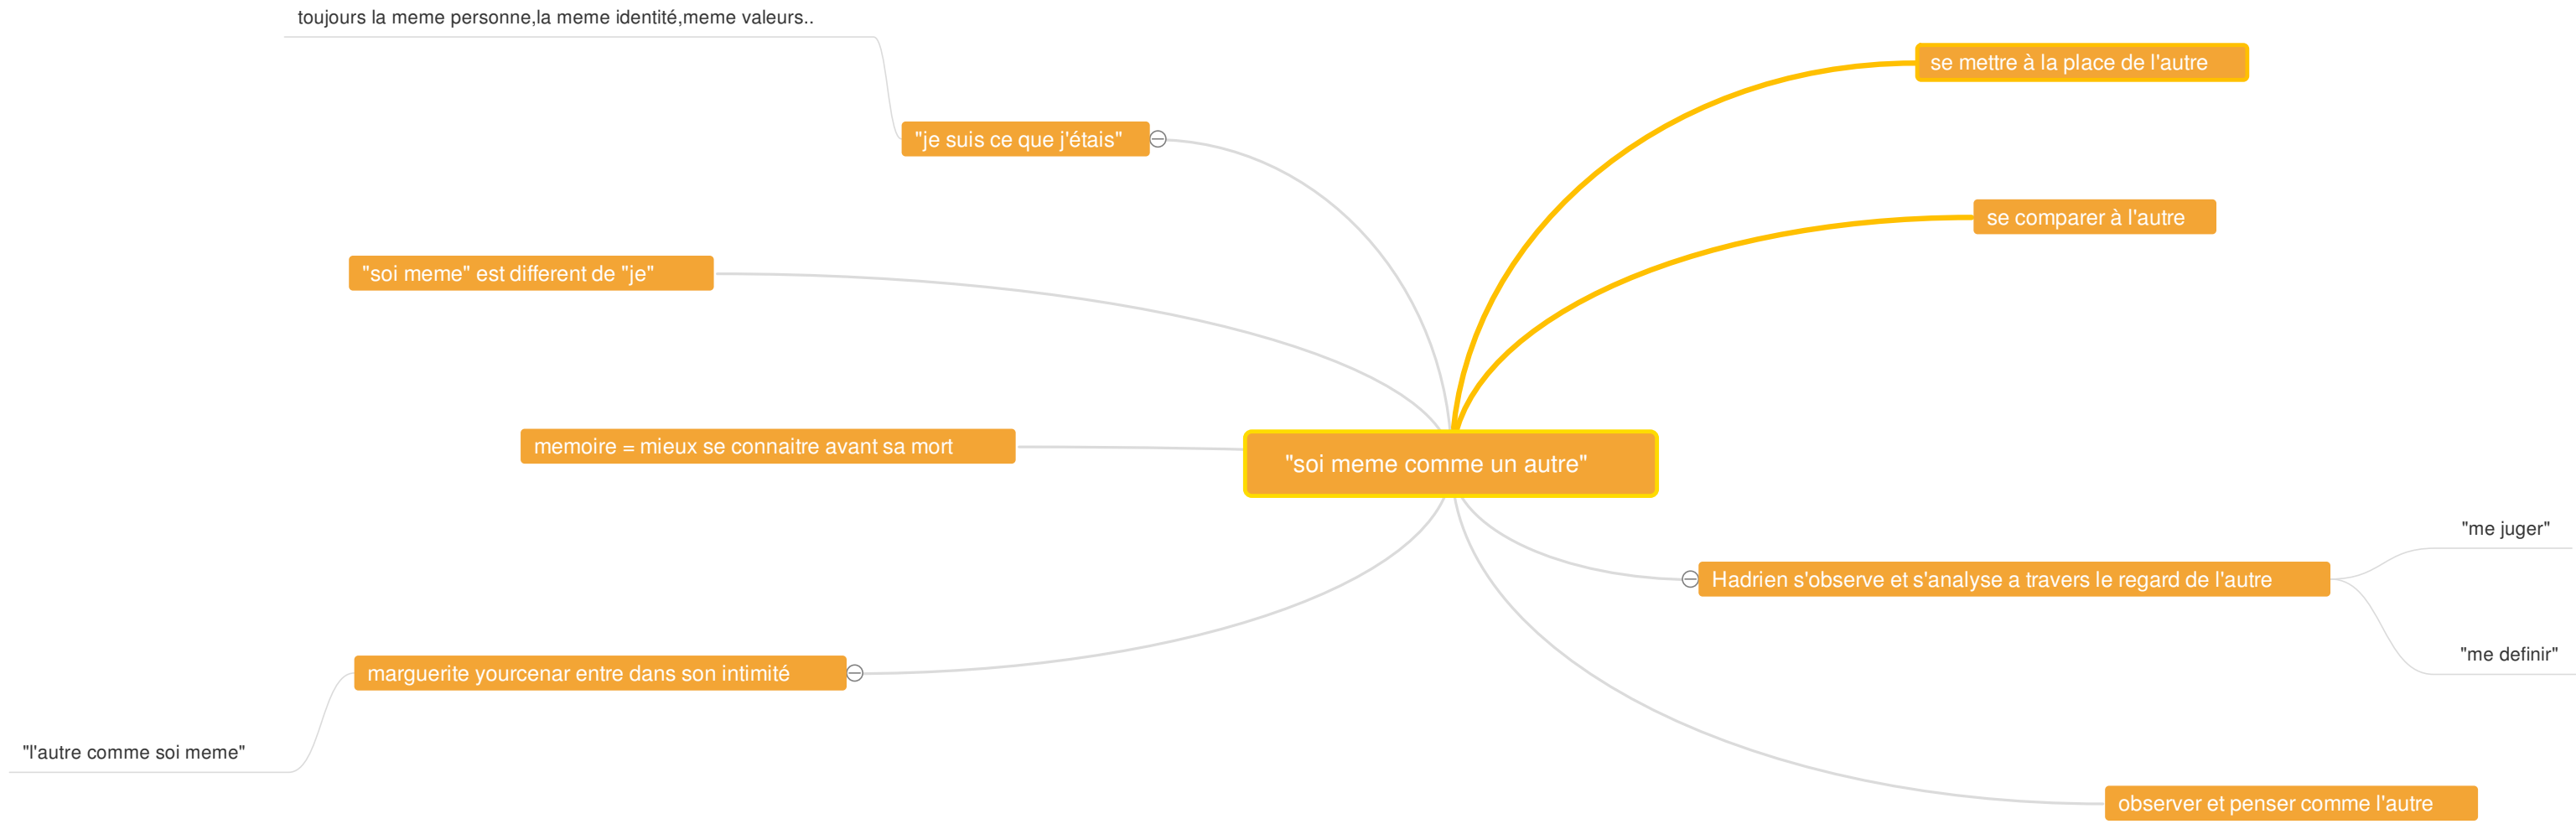 toujours la meme personne,la meme identité,meme valeurs..
se mettre à la place de l'autre
"je suis ce que j'étais"
se comparer à l'autre
"soi meme" est different de "je"
memoire = mieux se connaitre avant sa mort
"soi meme comme un autre"
"me juger"
Hadrien s'observe et s'analyse a travers le regard de l'autre
"me definir"
marguerite yourcenar entre dans son intimité
"l'autre comme soi meme"
observer et penser comme l'autre